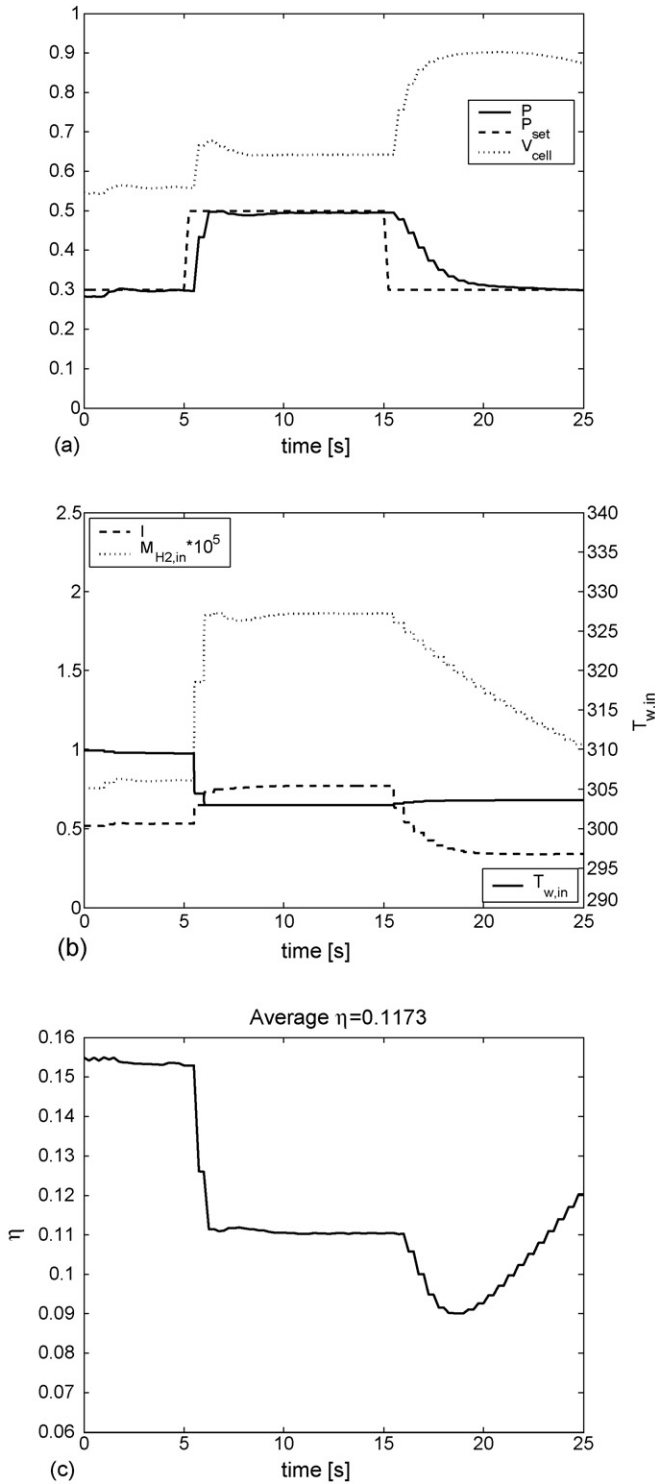 1
0.9
0.8
0.7
0.6
0.5
0.4
0.3
0.2
0.1
0
P
P_set
V_cell
0 5 10 15 20 25
(a) time [s]
2.5
2
1.5
1
0.5
0
I
M_H2,in *10^5
340
335
330
325
320
315
310
305
300
295
290
T_w,in
T_w,in
0 5 10 15 20 25
(b) time [s]
Average η=0.1173
0.16
0.15
0.14
0.13
0.12
0.11
0.1
0.09
0.08
0.07
0.06
η
0 5 10 15 20 25
(c) time [s]